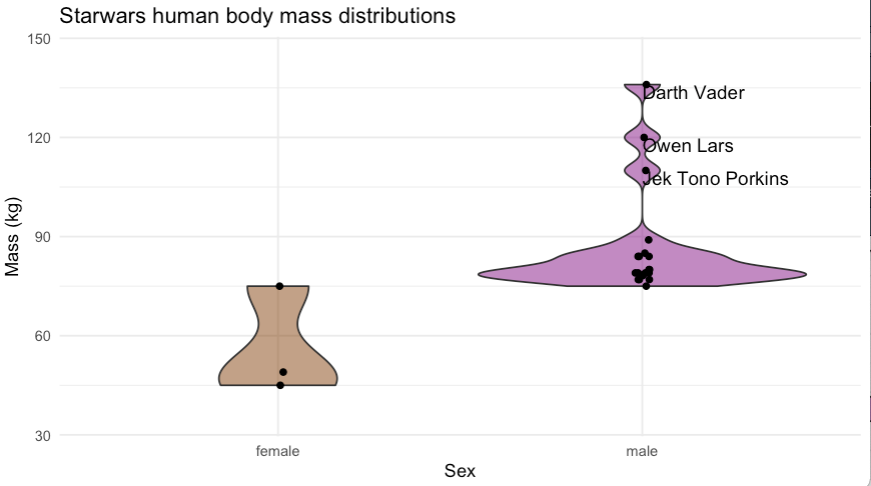 Starwars human body mass distributions
150
Darth Vader
120
Owen Lars
Jek Tono Porkins
90
Mass (kg)
60
30
female
male
Sex